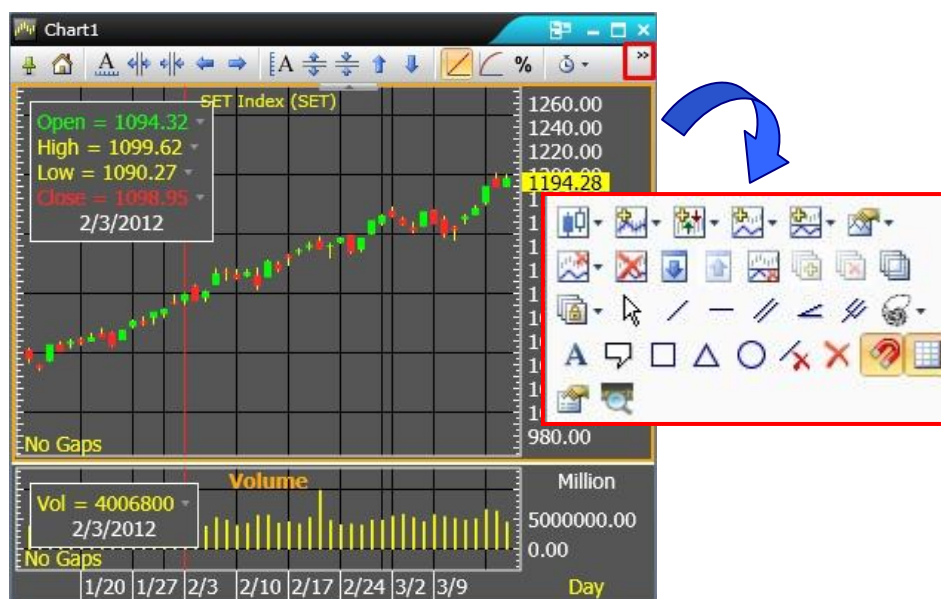 Chart1
A A %
SET Index (SET)
Open = 1094.32
High = 1099.62
Low = 1090.27
Close = 1098.95
2/3/2012
1260.00
1240.00
1220.00
1194.28
980.00
No Gaps
A
Volume
Million
Vol = 4006800
2/3/2012
5000000.00
0.00
No Gaps
1/20 1/27 2/3 2/10 2/17 2/24 3/2 3/9 Day